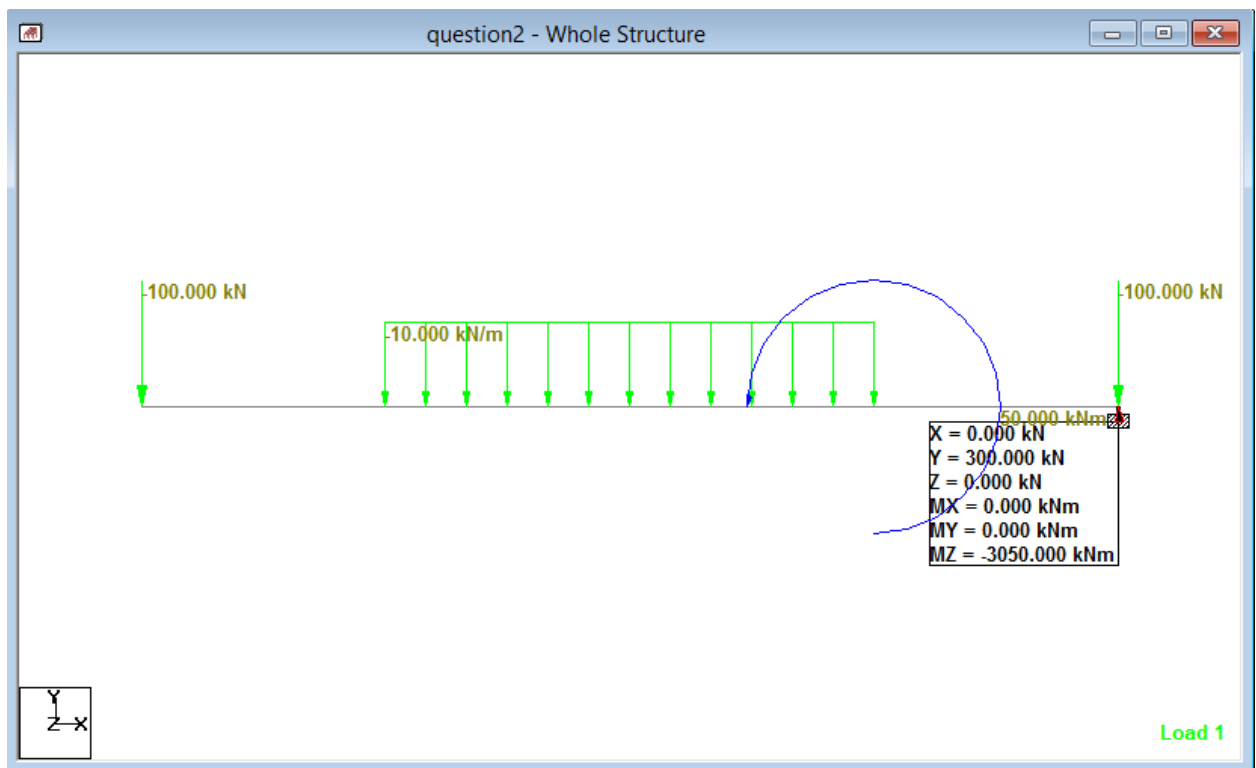 question2 - Whole Structure
-100.000 kN
-100.000 kN
-10.000 kN/m
50.000 kNm
X = 0.000 kN
Y = 300.000 kN
Z = 0.000 kN
MX = 0.000 kNm
MY = 0.000 kNm
MZ = -3050.000 kNm
Y
Z X
Load 1